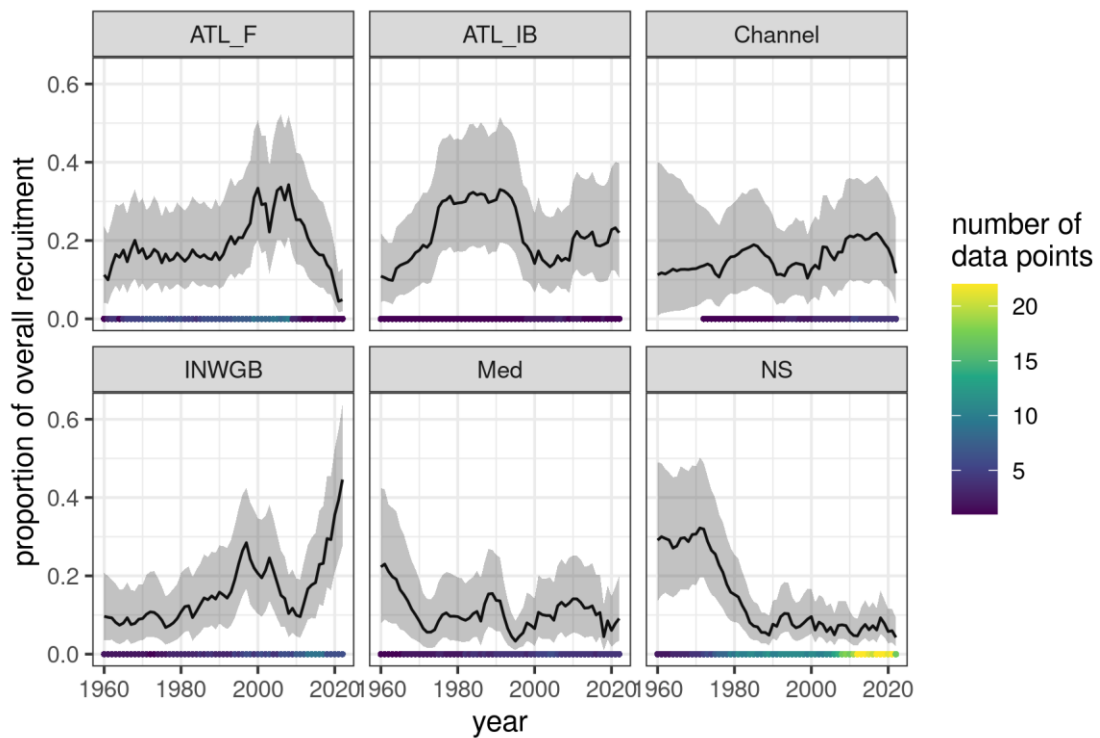 ATL_F
ATL_IB
Channel
0.6
0.4
0.2
0.0
INWGB
Med
NS
0.6
0.4
0.2
0.0
1960 1980 2000 2020
1960 1980 2000 2020
1960 1980 2000 2020
year
proportion of overall recruitment
number of
data points
20
15
10
5